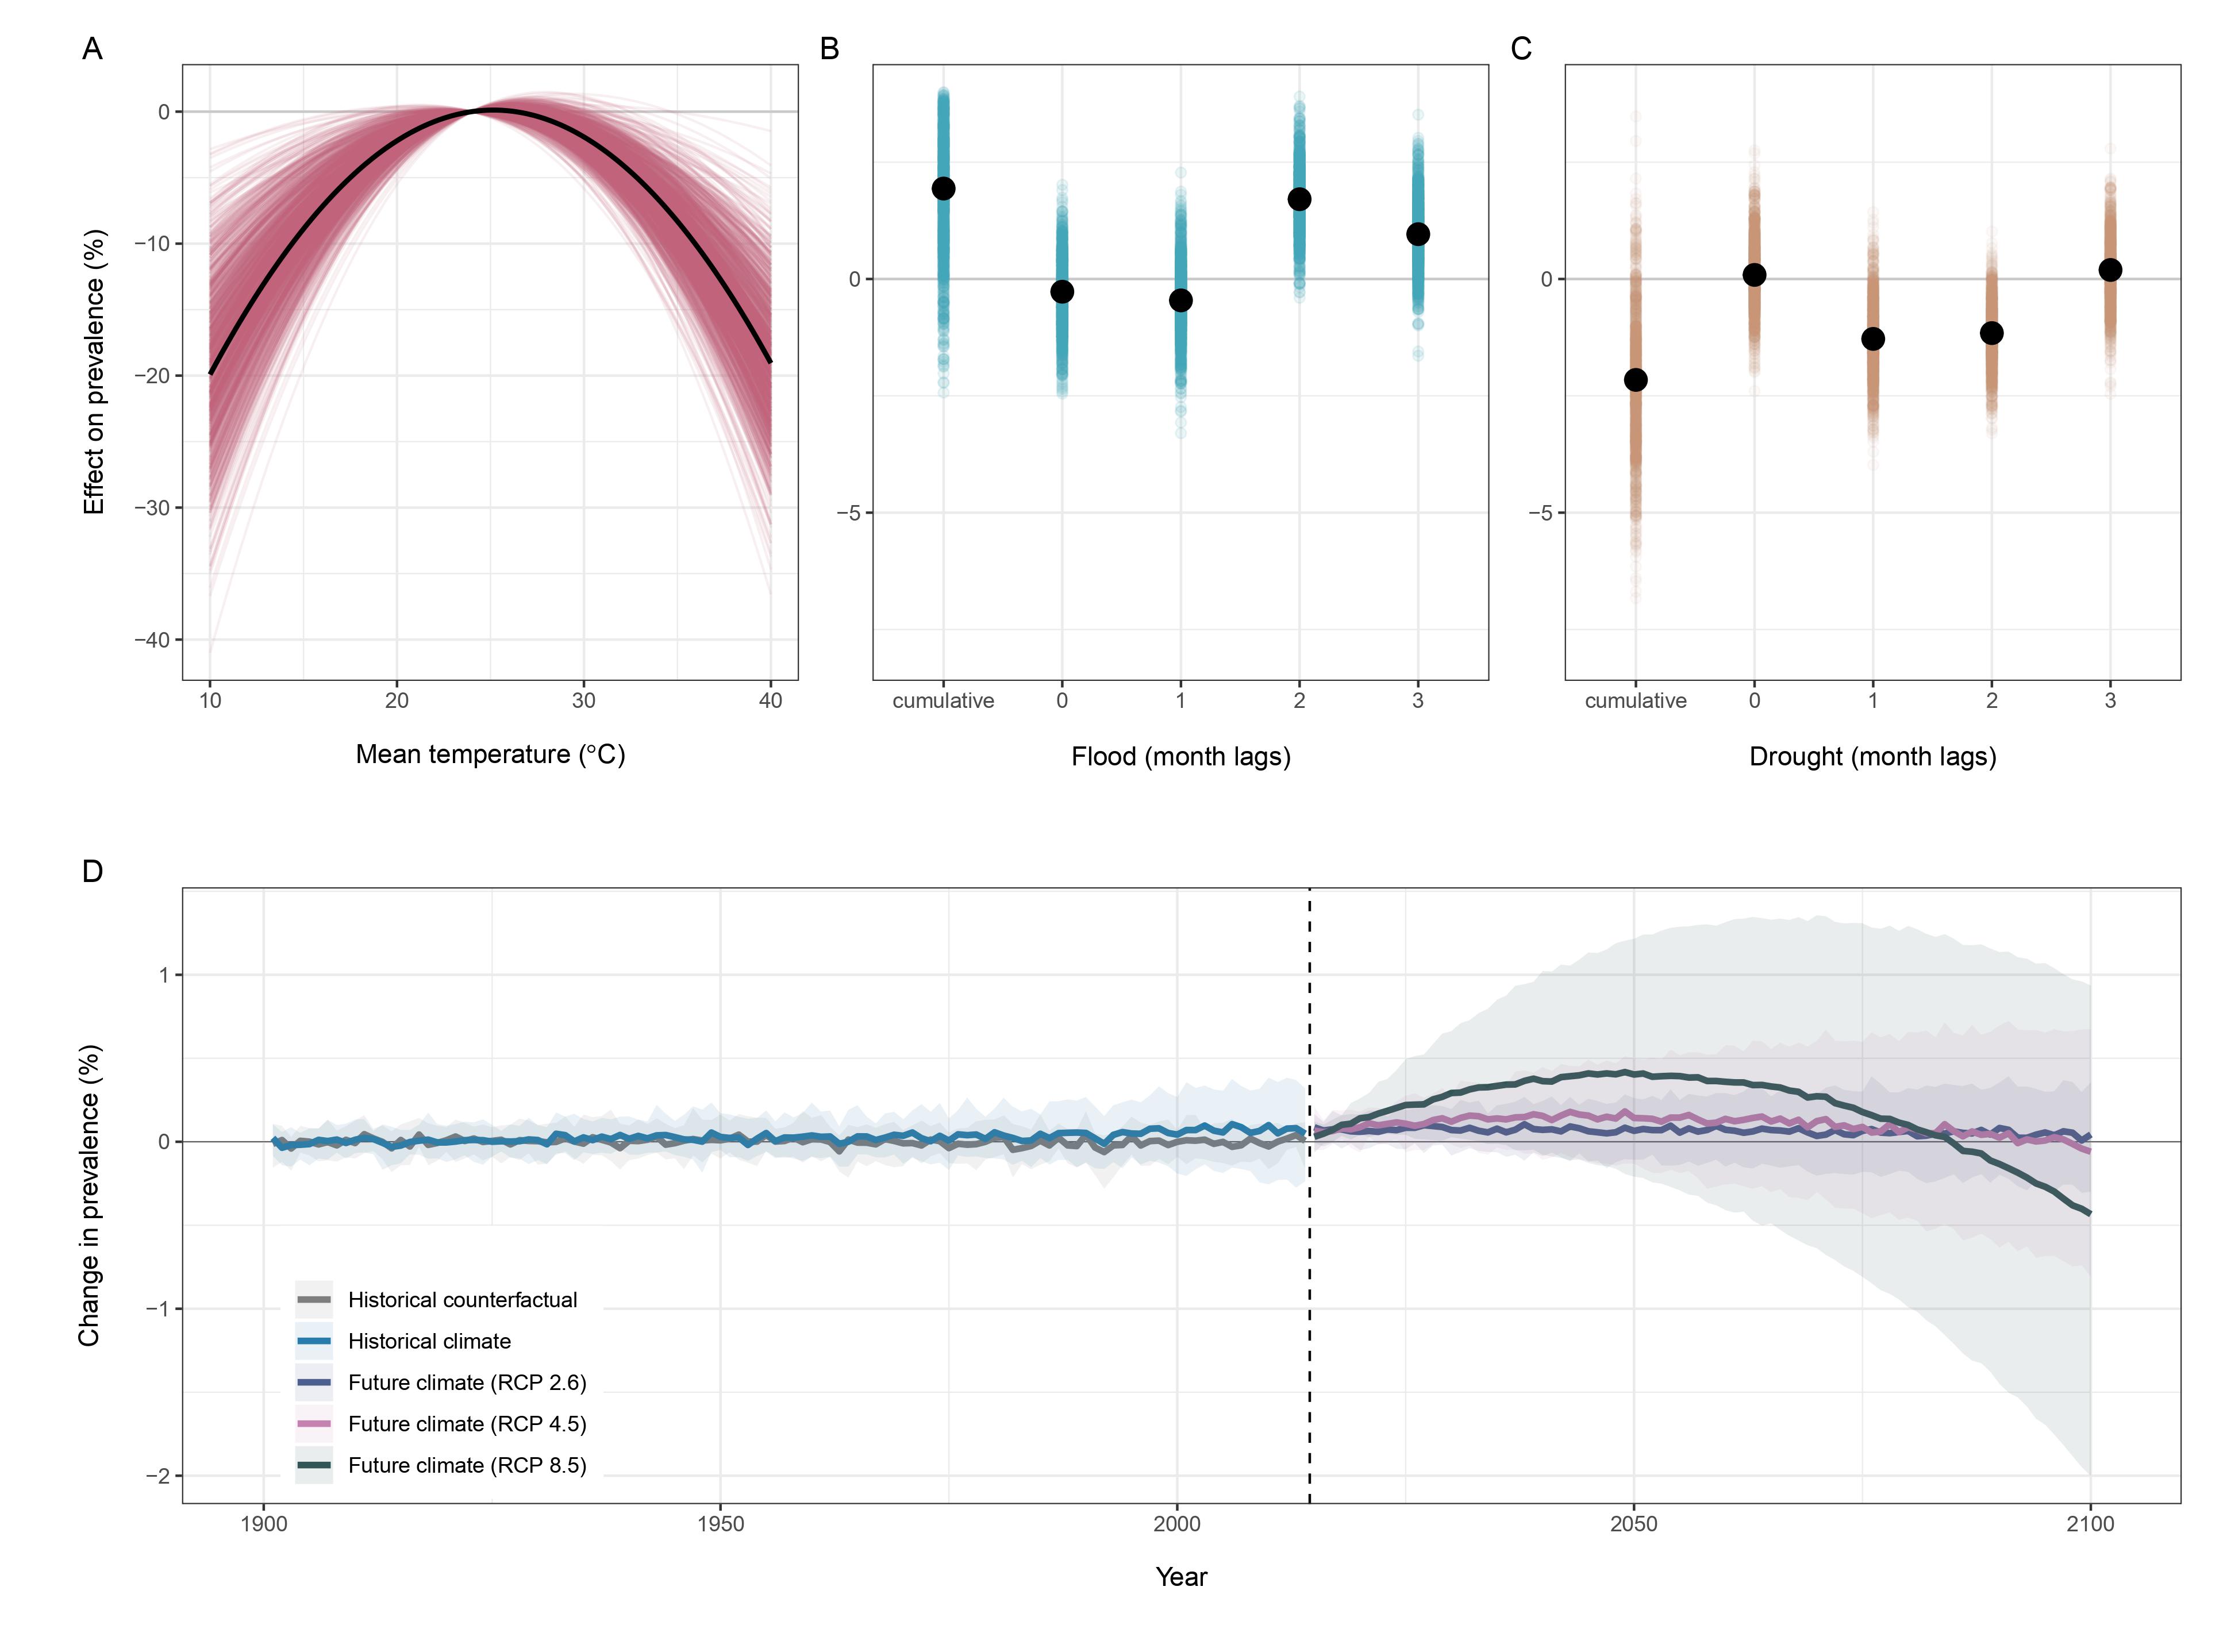 A
B
C
Effect on prevalence (%)
0
−10
−20
−30
−40
10
20
30
40
Mean temperature (°C)
0
−5
cumulative
0
1
2
3
Flood (month lags)
0
−5
cumulative
0
1
2
3
Drought (month lags)
D
Change in prevalence (%)
1
0
−1
−2
Historical counterfactual
Historical climate
Future climate (RCP 2.6)
Future climate (RCP 4.5)
Future climate (RCP 8.5)
1900
1950
2000
2050
2100
Year